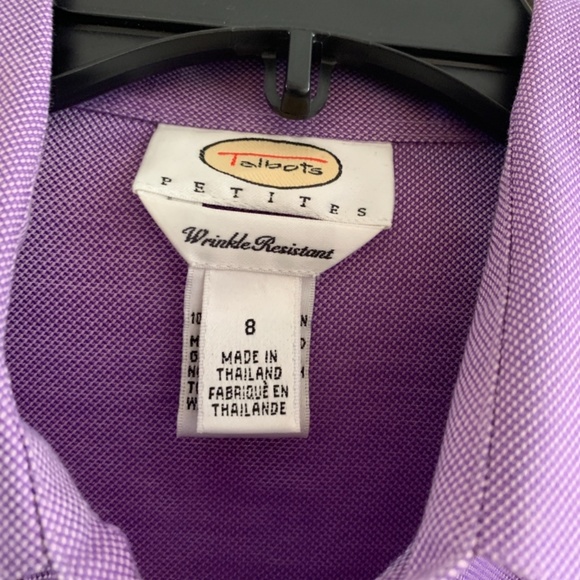 Talbots
PETITES
Wrinkle Resistant
8
MADE IN
THAILAND
FABRIQUÉ EN
THAILANDE